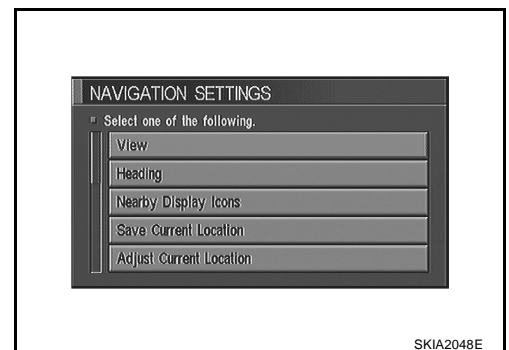 NAVIGATION SETTINGS
Select one of the following.
View
Heading
Nearby Display Icons
Save Current Location
Adjust Current Location
SKIA2048E